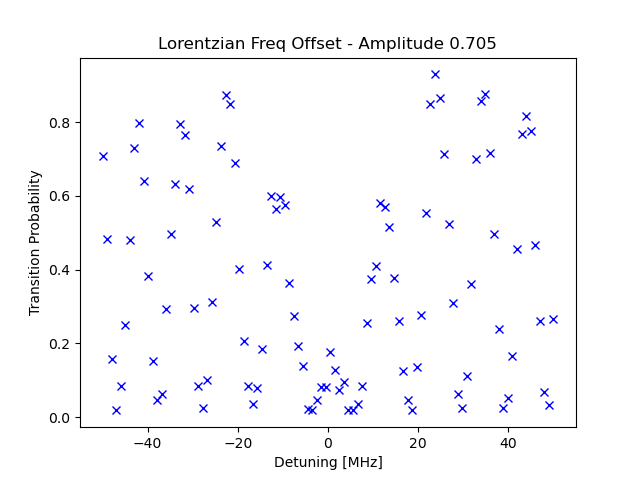 Lorentzian Freq Offset - Amplitude 0.705
Transition Probability
0.8
0.6
0.4
0.2
0.0
−40 −20 0 20 40
Detuning [MHz]